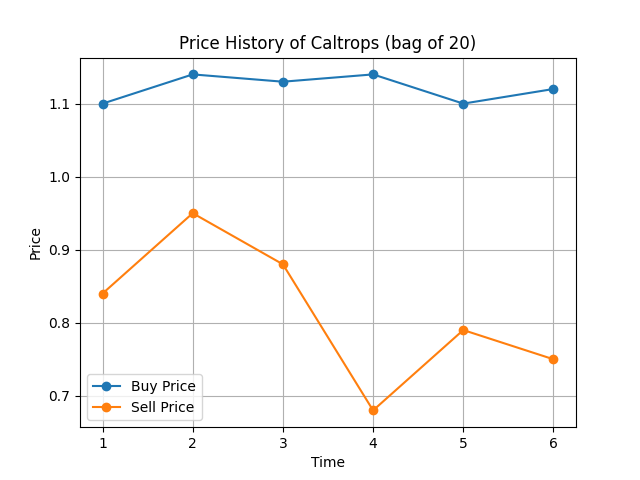 Price History of Caltrops (bag of 20)
Price
1.1
1.0
0.9
0.8
0.7
Buy Price
Sell Price
1 2 3 4 5 6
Time